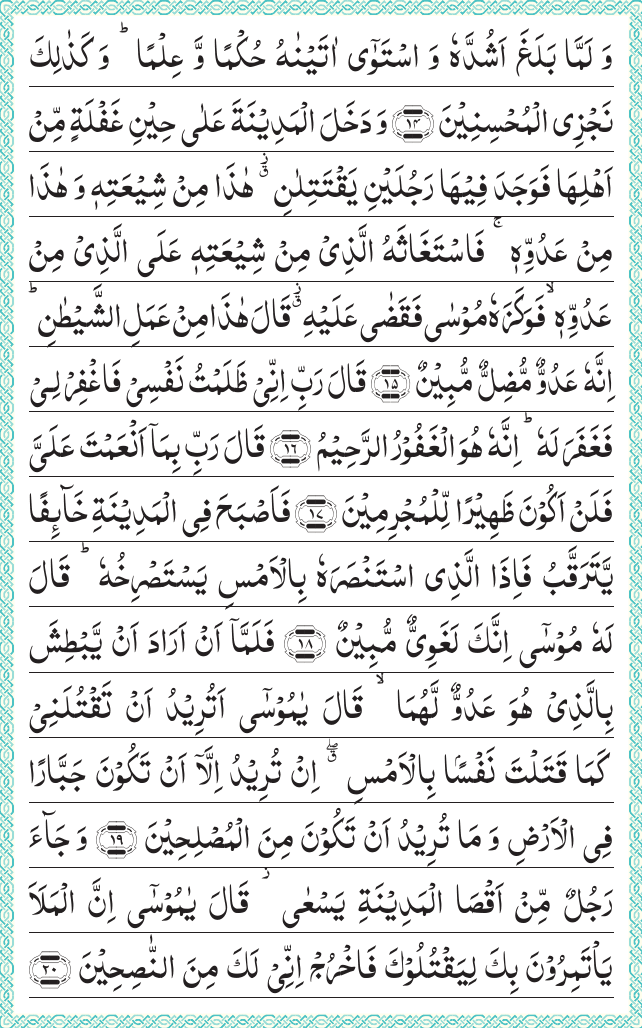 وَ لَمَّا بَلَغَ اَشُدَّهٗ وَ اسْتَوٰۤی اٰتَیْنٰهُ حُكْمًا وَّ عِلْمًا ؕ وَ كَذٰلِكَ
نَجْزِی الْمُحْسِنِیْنَ ﴿۱۴﴾ وَ دَخَلَ الْمَدِیْنَةَ عَلٰی حِیْنِ غَفْلَةٍ مِّنْ
اَهْلِهَا فَوَجَدَ فِیْهَا رَجُلَیْنِ یَقْتَتِلٰنِ ٘ۗ هٰذَا مِنْ شِیْعَتِهٖ وَ هٰذَا
مِنْ عَدُوِّهٖ ۚ فَاسْتَغَاثَهُ الَّذِیْ مِنْ شِیْعَتِهٖ عَلَی الَّذِیْ مِنْ
عَدُوِّهٖ ۙ فَوَكَزَهٗ مُوْسٰی فَقَضٰی عَلَیْهِ ٘ۗ قَالَ هٰذَا مِنْ عَمَلِ الشَّیْطٰنِ ؕ
اِنَّهٗ عَدُوٌّ مُّضِلٌّ مُّبِیْنٌ ﴿۱۵﴾ قَالَ رَبِّ اِنِّیْ ظَلَمْتُ نَفْسِیْ فَاغْفِرْ لِیْ
فَغَفَرَ لَهٗ ؕ اِنَّهٗ هُوَ الْغَفُوْرُ الرَّحِیْمُ ﴿۱۶﴾ قَالَ رَبِّ بِمَاۤ اَنْعَمْتَ عَلَیَّ
فَلَنْ اَكُوْنَ ظَهِیْرًا لِّلْمُجْرِمِیْنَ ﴿۱۷﴾ فَاَصْبَحَ فِی الْمَدِیْنَةِ خَآىِٕفًا
یَّتَرَقَّبُ فَاِذَا الَّذِی اسْتَنْصَرَهٗ بِالْاَمْسِ یَسْتَصْرِخُهٗ ؕ قَالَ
لَهٗ مُوْسٰۤی اِنَّكَ لَغَوِیٌّ مُّبِیْنٌ ﴿۱۸﴾ فَلَمَّاۤ اَنْ اَرَادَ اَنْ یَّبْطِشَ
بِالَّذِیْ هُوَ عَدُوٌّ لَّهُمَا ۙ قَالَ یٰمُوْسٰۤی اَتُرِیْدُ اَنْ تَقْتُلَنِیْ
كَمَا قَتَلْتَ نَفْسًۢا بِالْاَمْسِ ۖۗ اِنْ تُرِیْدُ اِلَّاۤ اَنْ تَكُوْنَ جَبَّارًا
فِی الْاَرْضِ وَ مَا تُرِیْدُ اَنْ تَكُوْنَ مِنَ الْمُصْلِحِیْنَ ﴿۱۹﴾ وَ جَآءَ
رَجُلٌ مِّنْ اَقْصَا الْمَدِیْنَةِ یَسْعٰی ؗ قَالَ یٰمُوْسٰۤی اِنَّ الْمَلَاَ
یَاْتَمِرُوْنَ بِكَ لِیَقْتُلُوْكَ فَاخْرُجْ اِنِّیْ لَكَ مِنَ النّٰصِحِیْنَ ﴿۲۰﴾